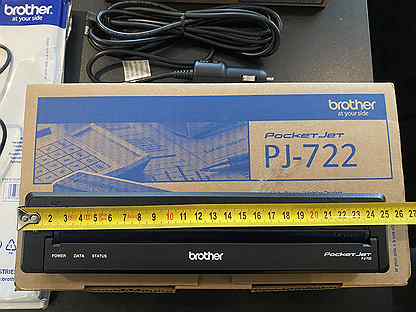 brother.
at your side
brother
at your side
POCKETJET
PJ-722
2 3 4 5 6 7 8 9 10 11 12 13 14 15 16 17 18 19 20 21 22 23 24 25 26 27
POWER DATA STATUS
brother
POCKETJET